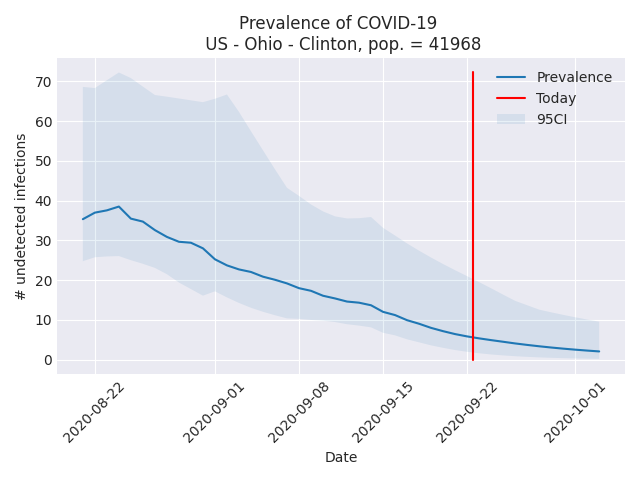 Prevalence of COVID-19
US - Ohio - Clinton, pop. = 41968
Prevalence
Today
95CI
# undetected infections
70
60
50
40
30
20
10
0
2020-08-22
2020-09-01
2020-09-08
2020-09-15
2020-09-22
2020-10-01
Date